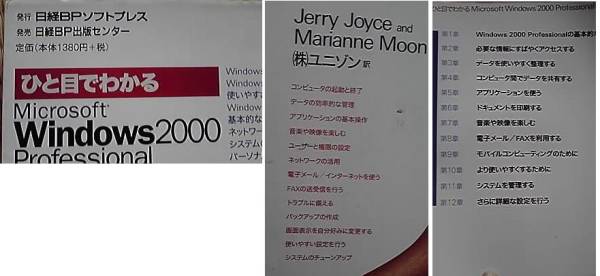 発行 日経BPソフトプレス
発売 日経BP出版センター
定価(本体1380円+税)
ひと目でわかる
Microsoft
Windows2000
Professional
Windows
Windows
使いやす
Window
基本的な
ネットワー
システムの
パーソナ
Jerry Joyce and
Marianne Moon
(株)ユニゾン 訳
コンピュータの起動と終了
データの効率的な管理
アプリケーションの基本操作
音楽や映像を楽しむ
ユーザーと権限の設定
ネットワークの活用
電子メール/インターネットを使う
FAXの送受信を行う
トラブルに備える
バックアップの作成
画面表示を自分好みに変更する
使いやすい設定を行う
システムのチューンアップ
ひと目でわかる Microsoft Windows 2000 Professional
第1章 Windows 2000 Professionalの基本的な
第2章 必要な情報にすばやくアクセスする
第3章 データを使いやすく整理する
第4章 コンピュータ間でデータを共有する
第5章 アプリケーションを使う
第6章 ドキュメントを印刷する
第7章 音楽や映像を楽しむ
第8章 電子メール/FAXを利用する
第9章 モバイルコンピューティングのために
第10章 より使いやすくするために
第11章 システムを管理する
第12章 さらに詳細な設定を行う